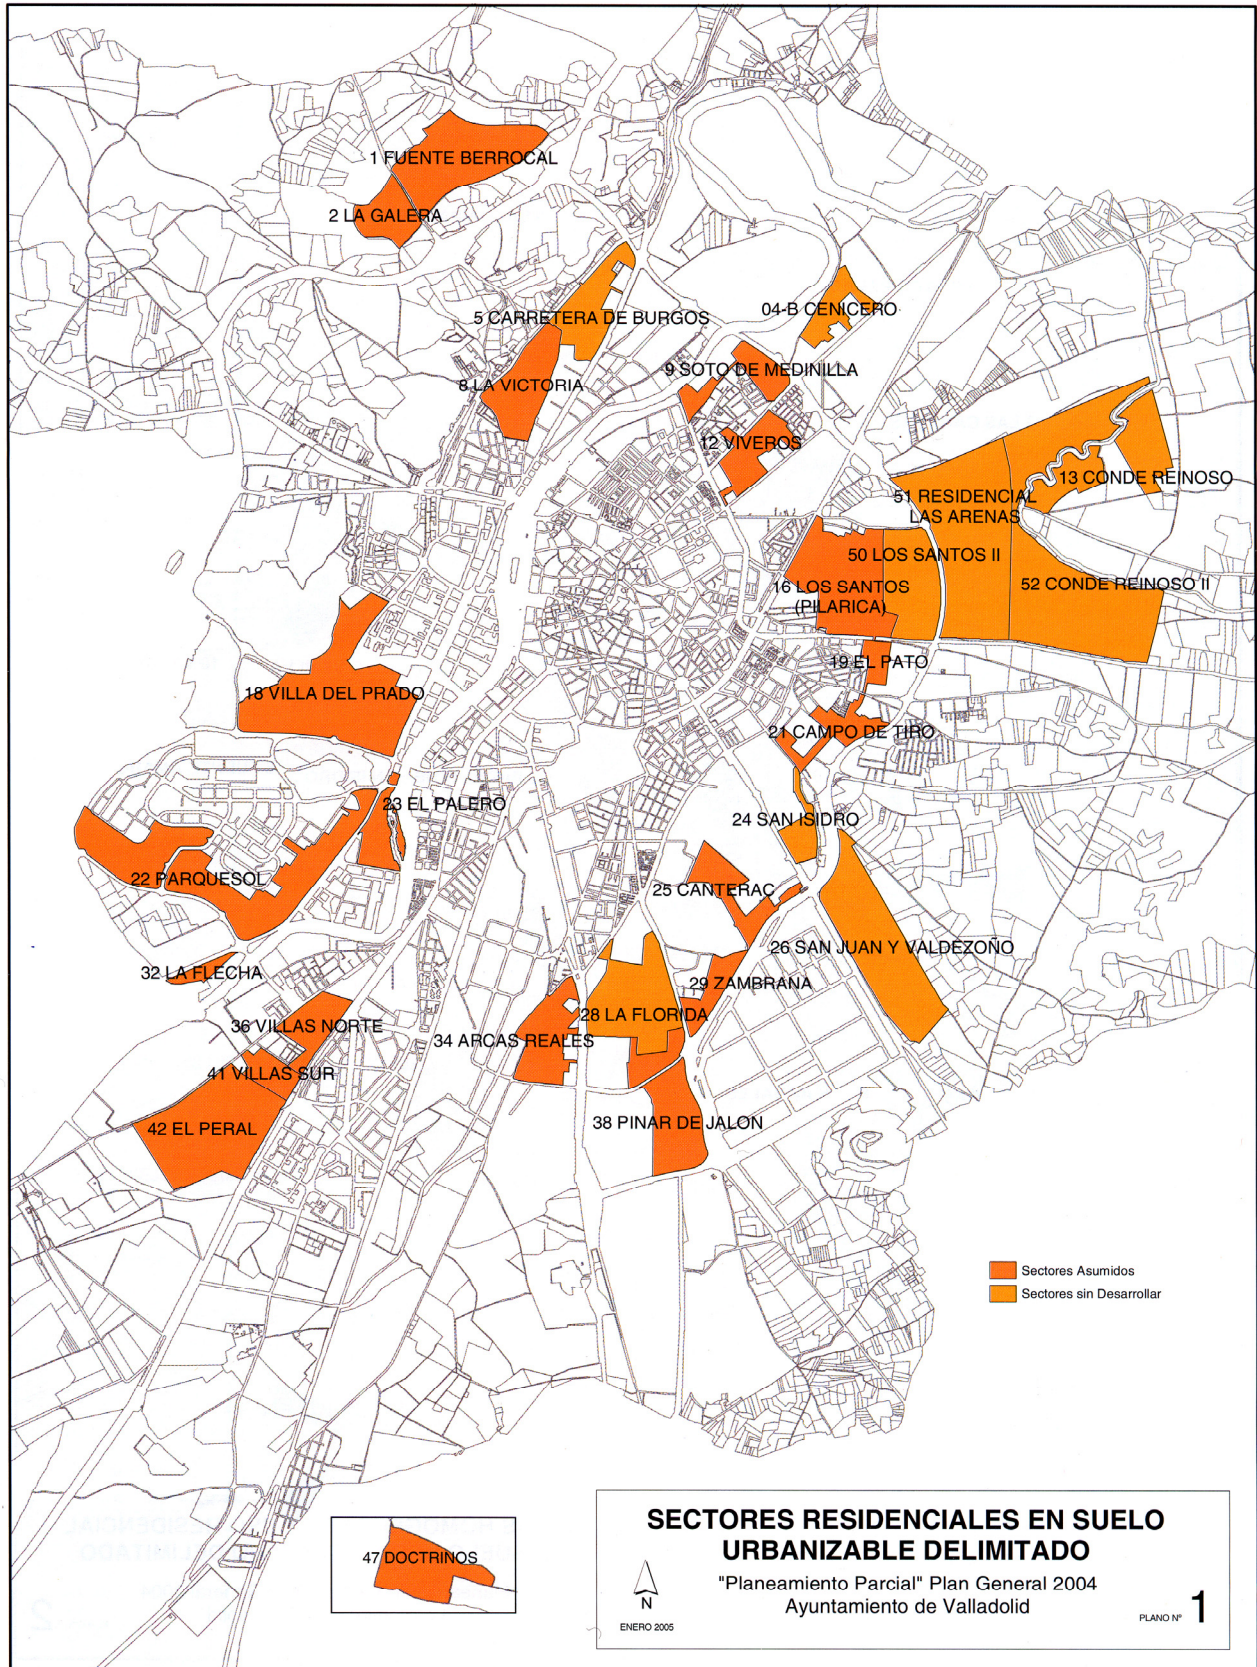 1 FUENTE BERROCAL
2 LA GALERA
5 CARRETERA DE BURGOS
04-B CENICERO
8 LA VICTORIA
9 SOTO DE MEDINILLA
12 VIVEROS
13 CONDE REINOSO
51 RESIDENCIAL
LAS ARENAS
50 LOS SANTOS II
52 CONDE REINOSO II
16 LOS SANTOS
(PILARICA)
19 EL PATO
18 VILLA DEL PRADO
21 CAMPO DE TIRO
23 EL PALERO
24 SAN ISIDRO
22 PARQUESOL
25 CANTERAC
26 SAN JUAN Y VALDEZOÑO
32 LA FLECHA
29 ZAMBRANA
36 VILLAS NORTE
28 LA FLORIDA
34 ARCAS REALES
41 VILLAS SUR
42 EL PERAL
38 PINAR DE JALON
Sectores Asumidos
Sectores sin Desarrollar
47 DOCTRINOS
SECTORES RESIDENCIALES EN SUELO
URBANIZABLE DELIMITADO
"Planeamiento Parcial" Plan General 2004
Ayuntamiento de Valladolid
N
ENERO 2005
PLANO Nº 1